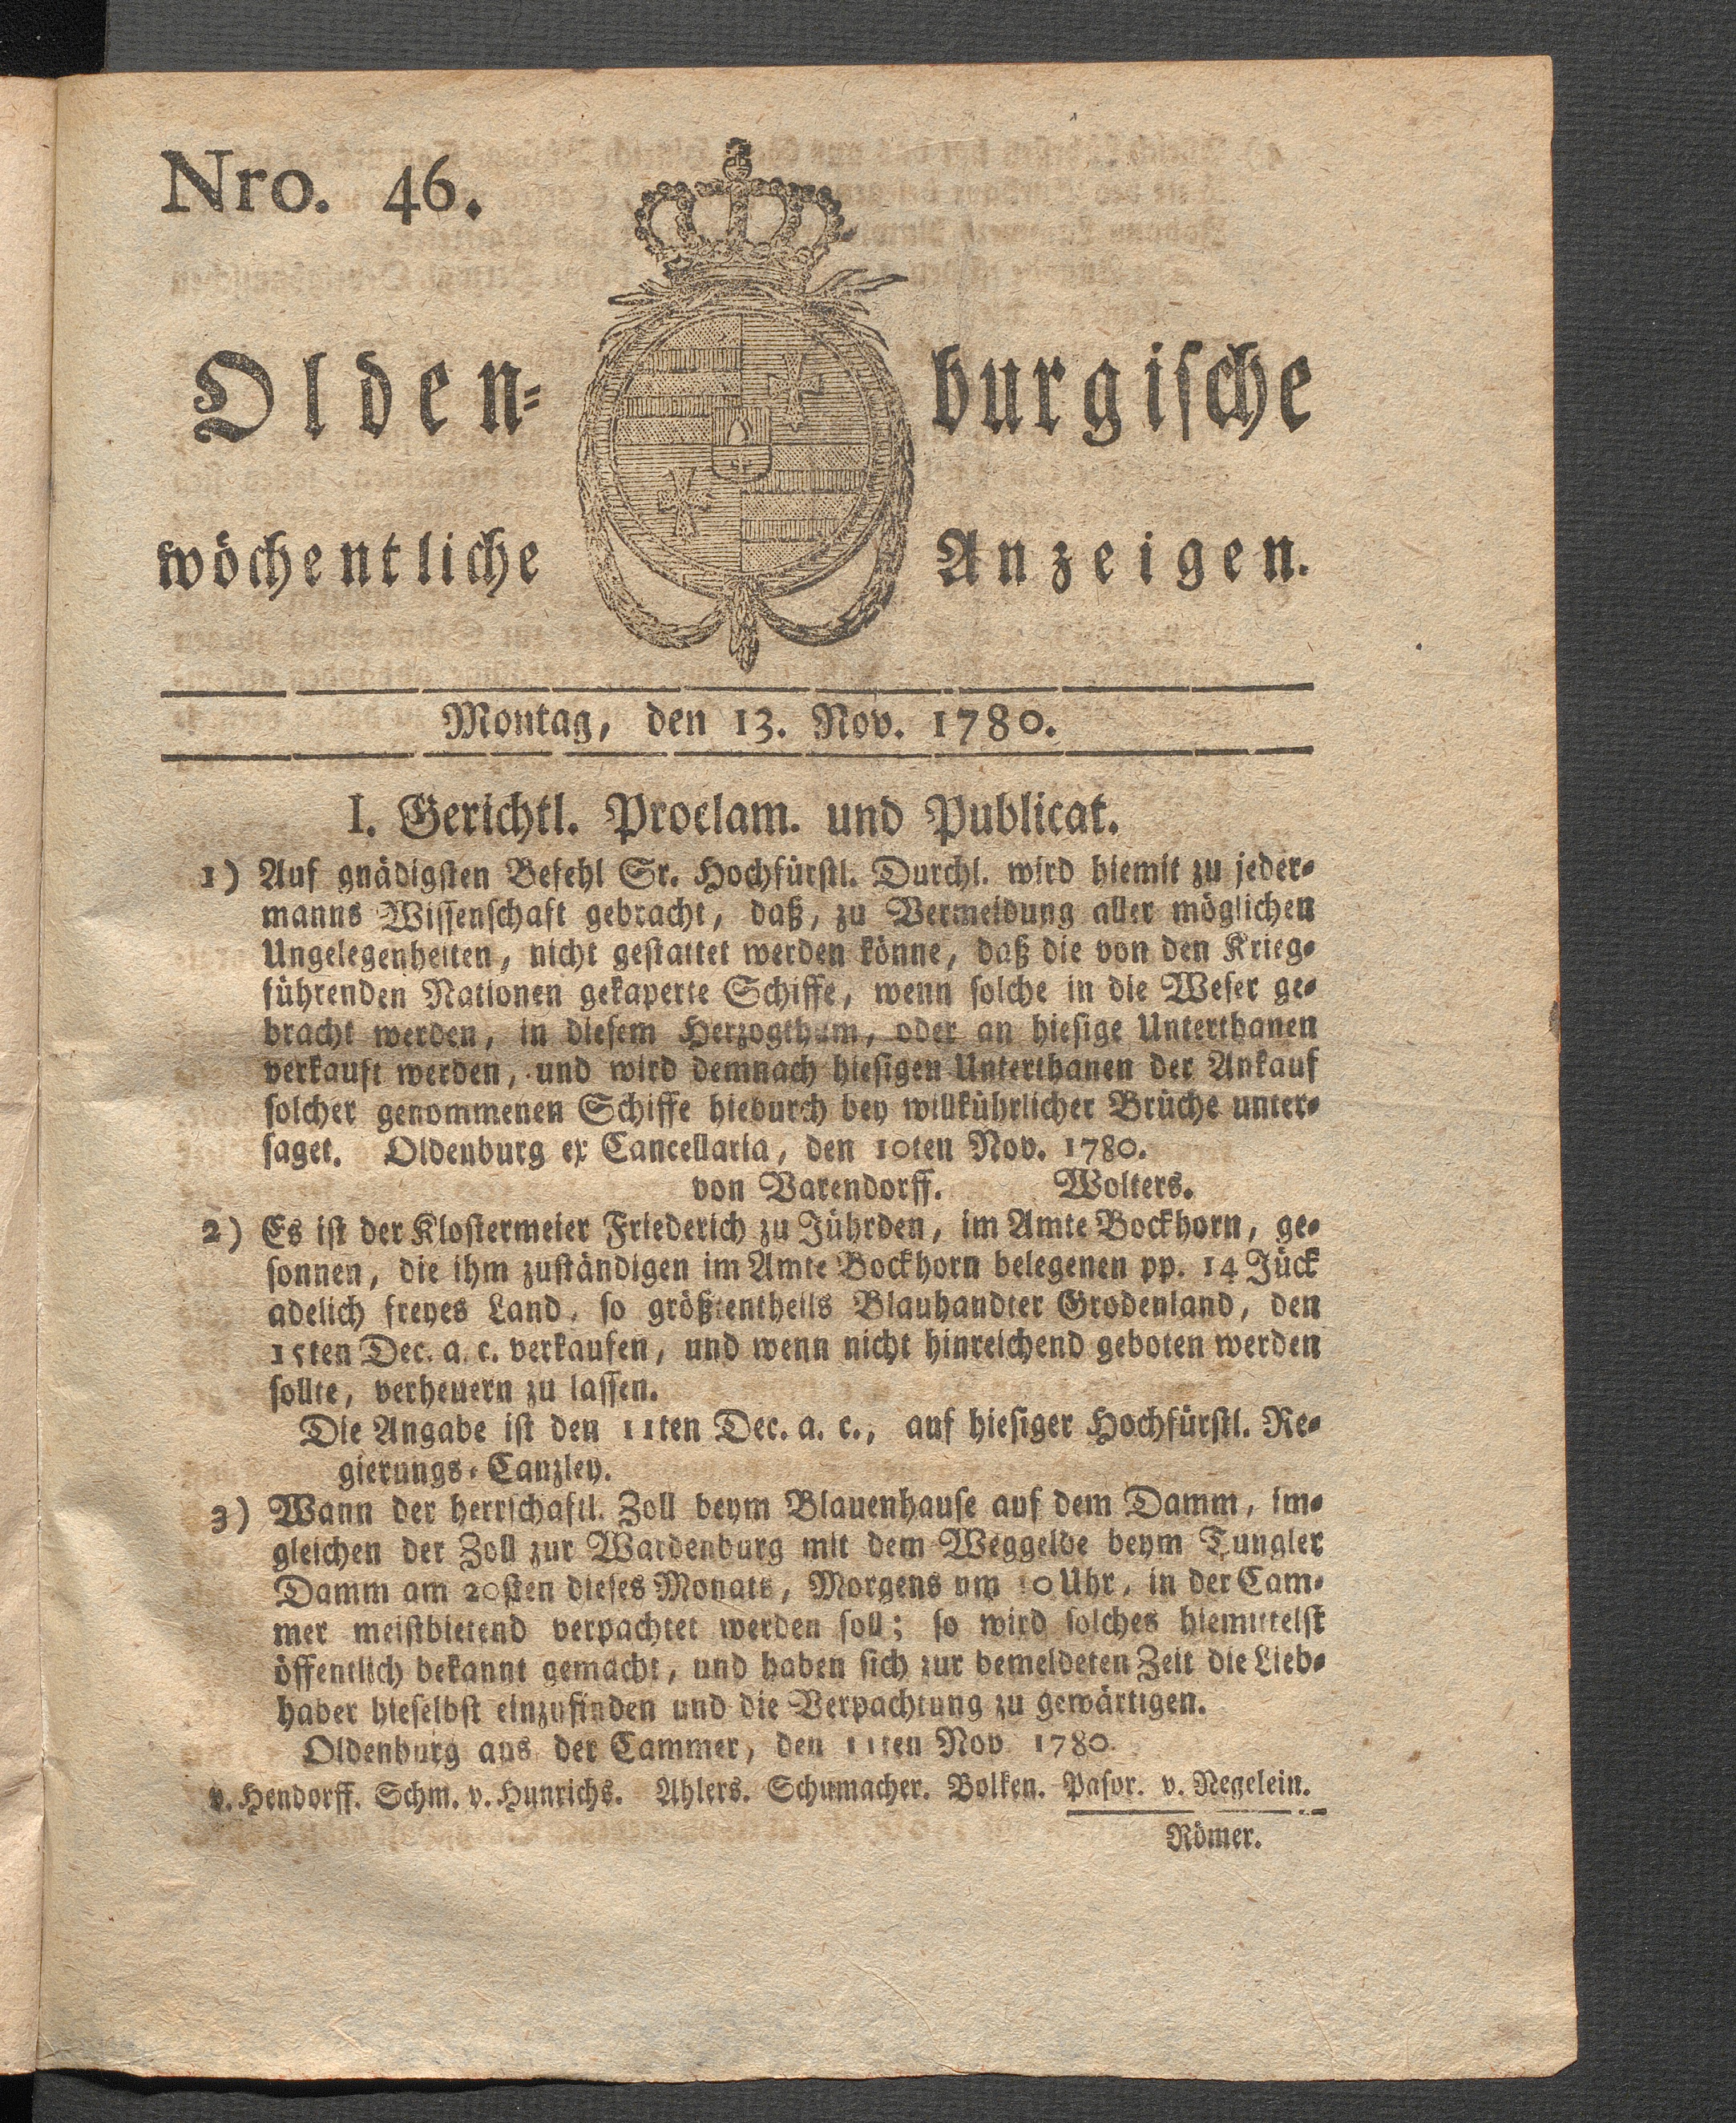 Nro. 46.
Olden- burgische
wöchentliche Anzeigen.
Montag, den 13. Nov. 1780.
I. Gerichtl. Proclam. und Publicat.
1) Auf gnädigsten Befehl Sr. Hochfürstl. Durchl. wird hiemit zu jeder-
manns Wissenschaft gebracht, daß, zu Vermeidung aller möglichen
Ungelegenheiten, nicht gestattet werden könne, daß die von den Krieg-
führenden Nationen gekaperte Schiffe, wenn solche in die Weser ge-
bracht werden, in diesem Herzogthum, oder an hiesige Unterthanen
verkauft werden, und wird demnach hiesigen Unterthanen der Ankauf
solcher genommenen Schiffe hiedurch bey willkührlicher Brüche unter-
saget. Oldenburg ex Cancellaria, den 10ten Nov. 1780.
von Varendorff. Wolters.
2) Es ist der Klostermeier Friederich zu Jührden, im Amte Bockhorn, ge-
sonnen, die ihm zuständigen im Amte Bockhorn belegenen pp. 14 Jück
adelich freyes Land, so größtentheils Blauhandter Grodenland, den
15ten Dec. a. c. verkaufen, und wenn nicht hinreichend geboten werden
sollte, verheuern zu lassen.
Die Angabe ist den 11ten Dec. a. c., auf hiesiger Hochfürstl. Re-
gierungs-Canzley.
3) Wann der herrschaftl. Zoll beym Blauenhause auf dem Damm, im-
gleichen der Zoll zur Wardenburg mit dem Weggelde beym Tungler
Damm am 20sten dieses Monats, Morgens um 10 Uhr, in der Cam-
mer meistbietend verpachtet werden soll; so wird solches hiemittelst
öffentlich bekannt gemacht, und haben sich zur bemeldeten Zeit die Lieb-
haber hieselbst einzufinden und die Verpachtung zu gewärtigen.
Oldenburg aus der Cammer, den 11ten Nov. 1780.
v. Hendorff. Schm. v. Hunrichs. Ahlers. Schumacher. Bolken. Pasor. v. Negelein.
Römer.